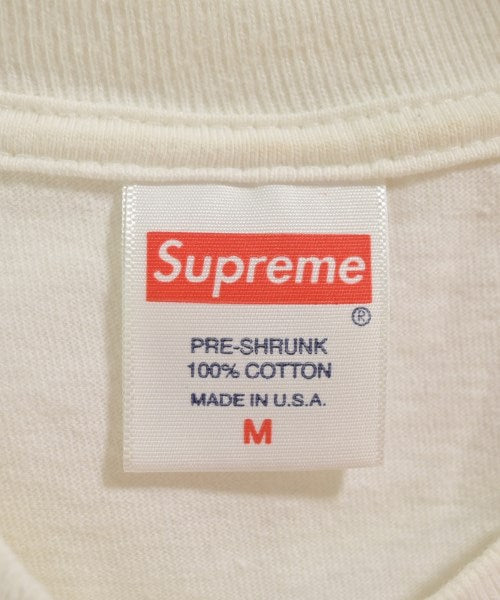 Supreme
®
PRE-SHRUNK
100% COTTON
MADE IN U.S.A.
M